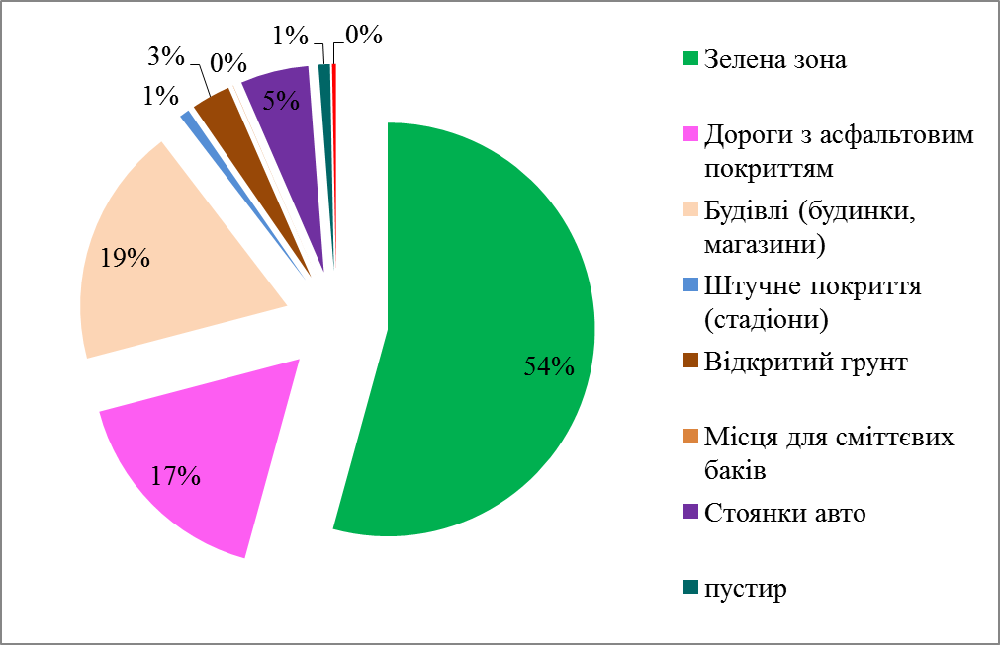 1%
0%
3%
0%
1%
5%
19%
54%
17%
Зелена зона
Дороги з асфальтовим
покриттям
Будівлі (будинки,
магазини)
Штучне покриття
(стадіони)
Відкритий грунт
Місця для сміттєвих
баків
Стоянки авто
пустир